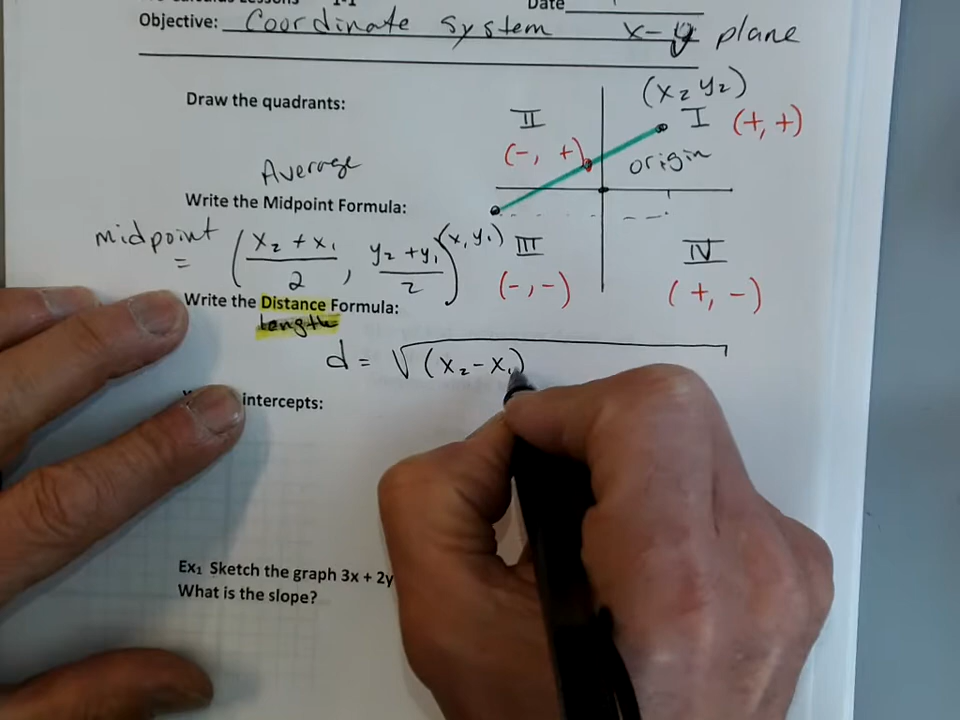 1-1
Date
Objective: Coordinate system x-y plane
Draw the quadrants:
II
(-, +)
(x2 y2)
I (+, +)
origin
Average
Write the Midpoint Formula:
midpoint = (x2 + x1 / 2 , y2 + y1 / 2)
(x, y1)
III
(-, -)
IV
(+, -)
Write the Distance Formula:
Length
d = √(x2 - x1)
intercepts:
Ex1 Sketch the graph 3x + 2y
What is the slope?